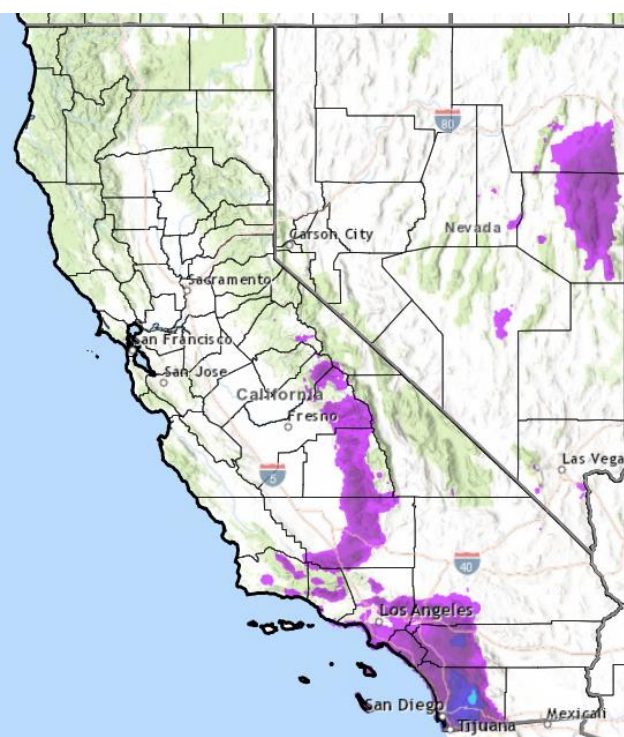 80
Nevada
Carson City
Sacramento
San Francisco
San Jose
California
Fresno
5
Las Vega
40
Los Angeles
San Diego
Mexicali
Tijuana